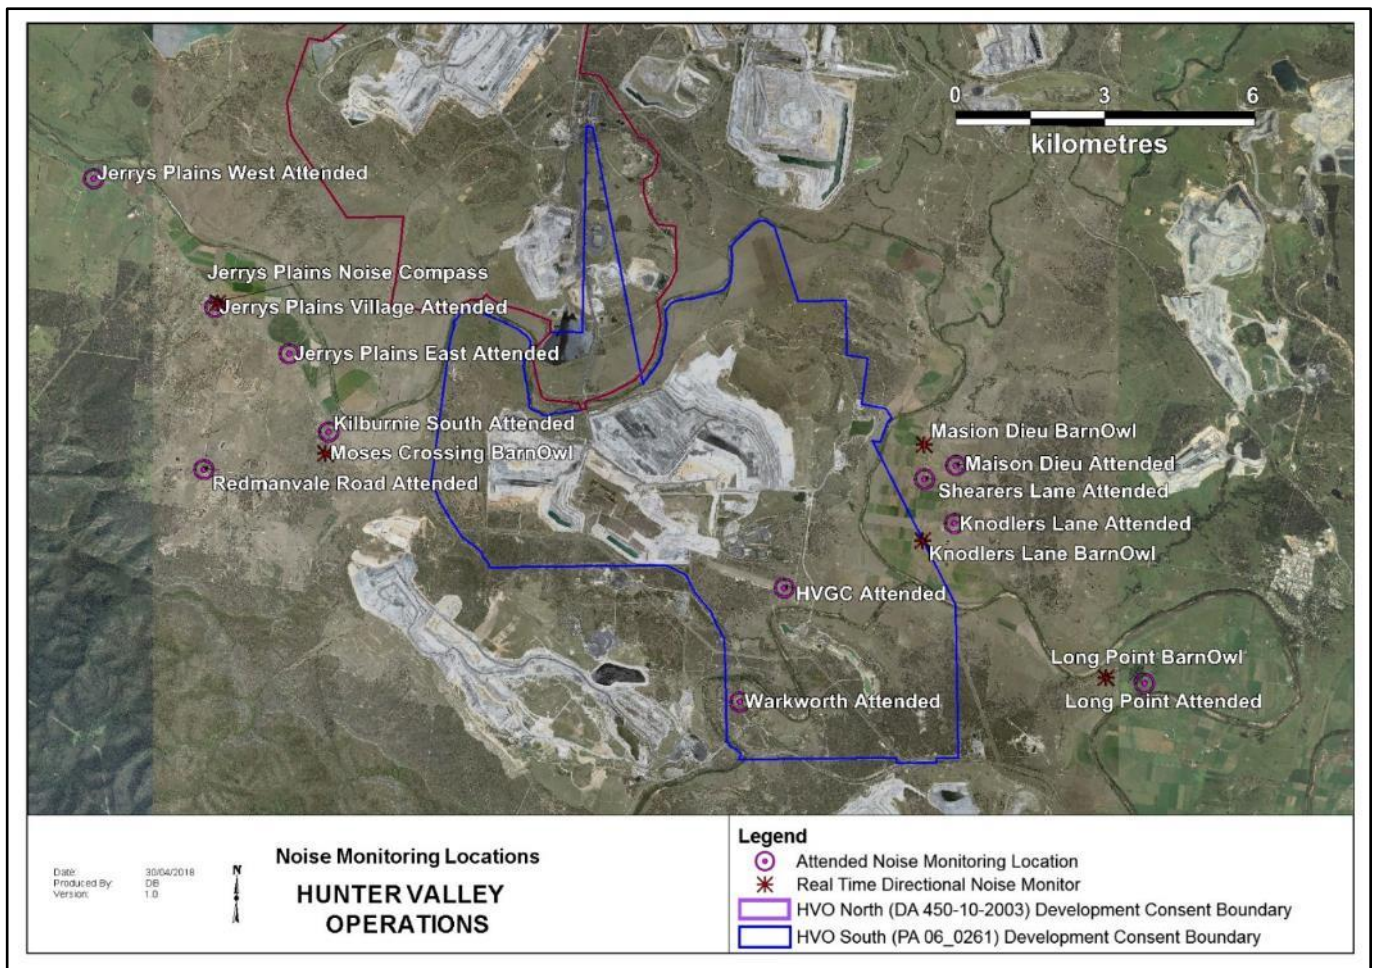 0 3 6
kilometres
Jerrys Plains West Attended
Jerrys Plains Noise Compass
Jerrys Plains Village Attended
Jerrys Plains East Attended
Kilburnie South Attended
Moses Crossing BarnOwl
Redmanvale Road Attended
Masion Dieu BarnOwl
Maison Dieu Attended
Shearers Lane Attended
Knodlers Lane Attended
Knodlers Lane BarnOwl
HVGC Attended
Long Point BarnOwl
Long Point Attended
Warkworth Attended
Date: 30/04/2018
Produced By: DB
Version: 1.0
N
Noise Monitoring Locations
HUNTER VALLEY
OPERATIONS
Legend
Attended Noise Monitoring Location
Real Time Directional Noise Monitor
HVO North (DA 450-10-2003) Development Consent Boundary
HVO South (PA 06_0261) Development Consent Boundary